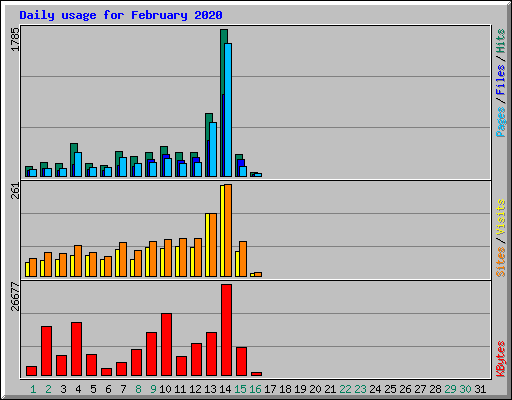 Daily usage for February 2020
1785
Pages / Files / Hits
261
Sites / Visits
26677
KBytes
1 2 3 4 5 6 7 8 9 10 11 12 13 14 15 16 17 18 19 20 21 22 23 24 25 26 27 28 29 30 31